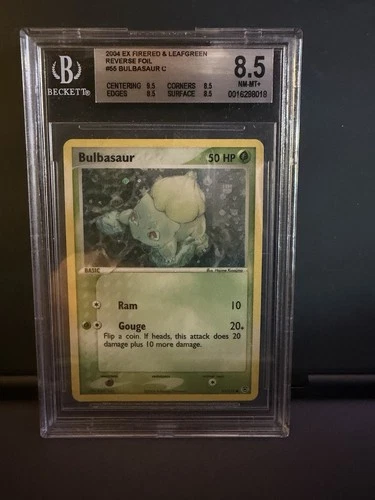 2004 EX FIRERED & LEAFGREEN
REVERSE FOIL
#55 BULBASAUR C
B
BECKETT®
CENTERING 9.5 CORNERS 8.5
EDGES 8.5 SURFACE 8.5
8.5
NM-MT+
0016298018
Bulbasaur 50 HP
BASIC
Ram 10
Gouge 20+
Flip a coin. If heads, this attack does 20
damage plus 10 more damage.